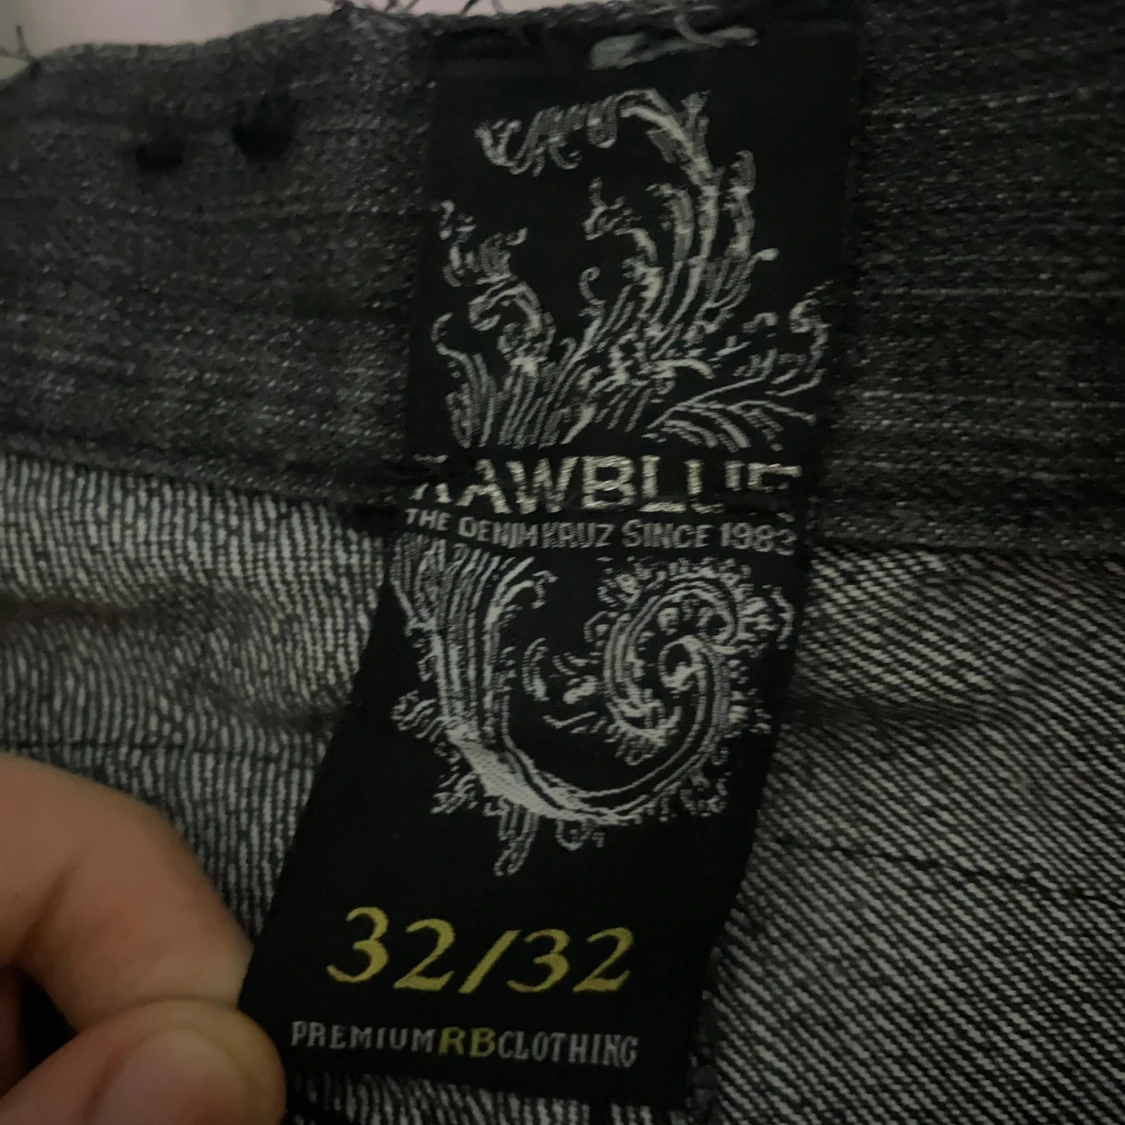 RAWBLUE
THE DENIM KRUZ SINCE 1983
32/32
PREMIUMRBCLOTHING